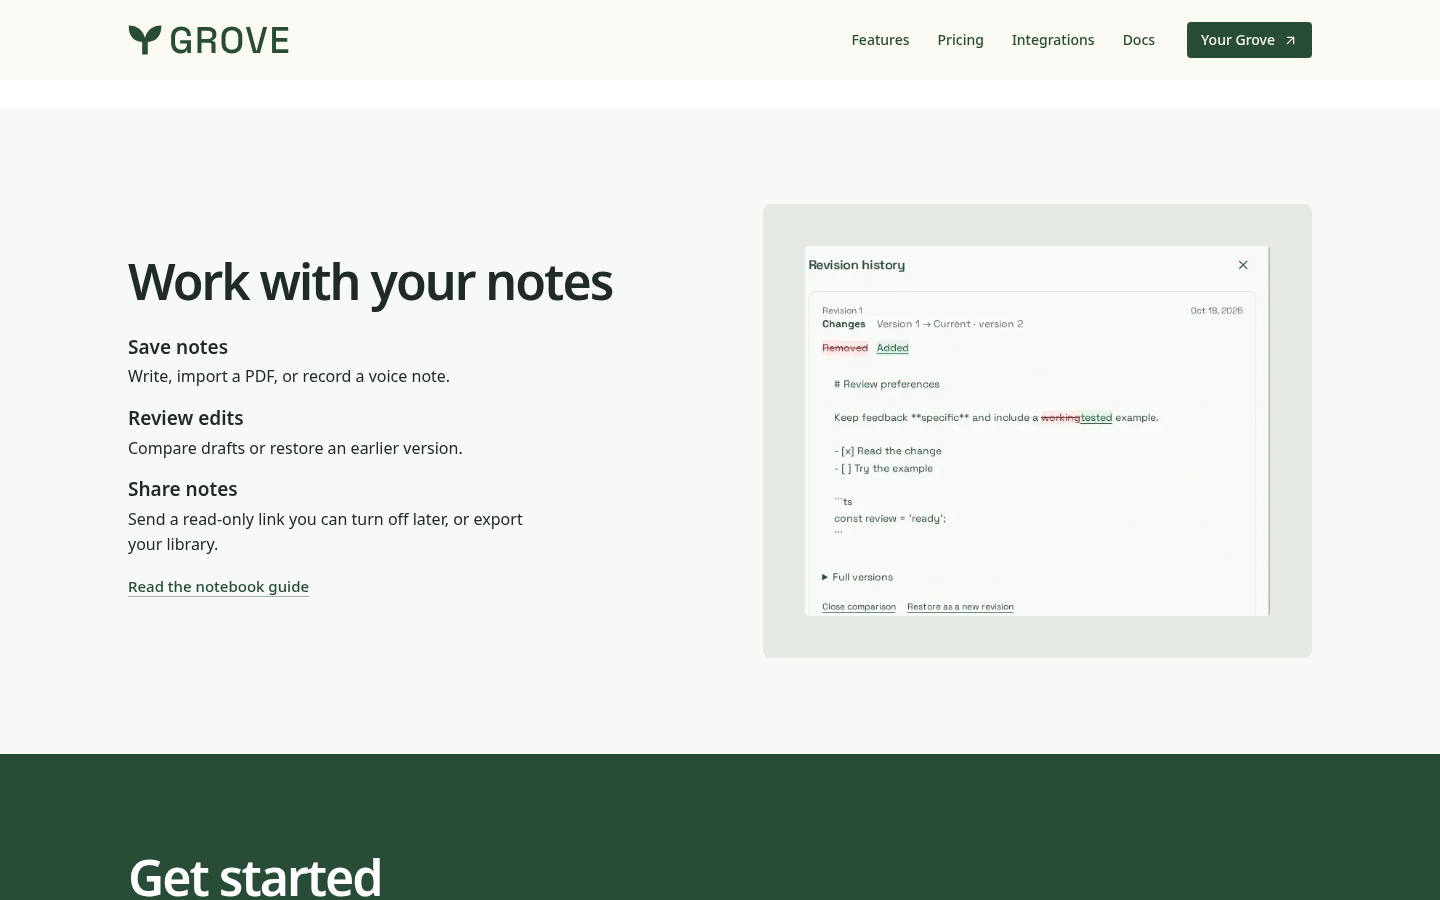 GROVE
Features
Pricing
Integrations
Docs
Your Grove
Work with your notes
Save notes
Write, import a PDF, or record a voice note.
Review edits
Compare drafts or restore an earlier version.
Share notes
Send a read-only link you can turn off later, or export
your library.
Read the notebook guide
Revision history
Revision 1
Oct 18, 2026
Changes Version 1 → Current · version 2
Removed Added
# Review preferences
Keep feedback **specific** and include a workingtested example.
- [x] Read the change
- [ ] Try the example
```ts
const review = 'ready';
```
Full versions
Close comparison Restore as a new revision
Get started